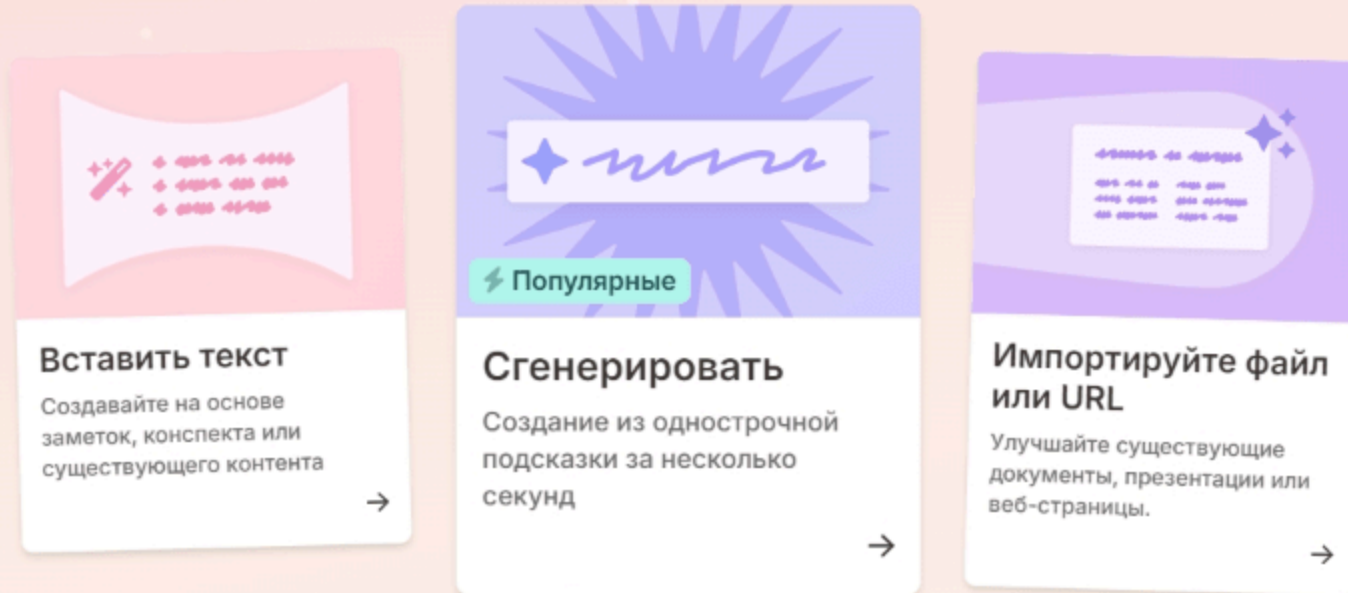 Вставить текст
Создавайте на основе
заметок, конспекта или
существующего контента
Популярные
Сгенерировать
Создание из однострочной
подсказки за несколько
секунд
Импортируйте файл
или URL
Улучшайте существующие
документы, презентации или
веб-страницы.